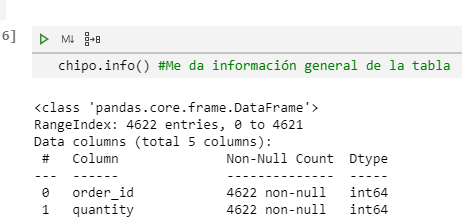 6]
M↓
chipo.info() #Me da información general de la tabla
<class 'pandas.core.frame.DataFrame'>
RangeIndex: 4622 entries, 0 to 4621
Data columns (total 5 columns):
 #   Column              Non-Null Count  Dtype
---  ------              --------------  -----
 0   order_id            4622 non-null   int64
 1   quantity            4622 non-null   int64